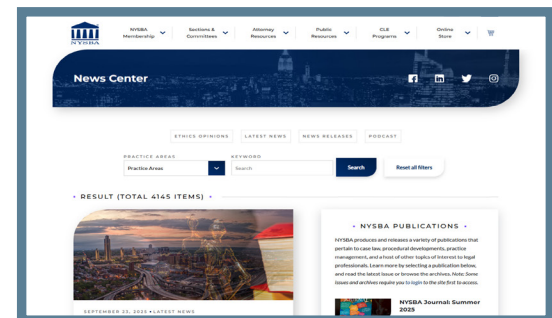 NYSBA
NYSBA Membership
Sections & Committees
Attorney Resources
Public Resources
CLE Programs
Online Store
News Center
ETHICS OPINIONS
LATEST NEWS
NEWS RELEASES
PODCAST
PRACTICE AREAS
KEYWORD
Practice Areas
Search
Search
Reset all filters
• RESULT (TOTAL 4145 ITEMS) •
SEPTEMBER 23, 2025 • LATEST NEWS
• NYSBA PUBLICATIONS •
NYSBA produces and releases a variety of publications that
pertain to case law, procedural developments, practice
management, and a host of other topics of interest to legal
professionals. Learn more by selecting a publication below,
and read the latest issue or browse the archives. Note: Some
issues and archives require you to login to the site first to access.
NYSBA Journal: Summer
2025